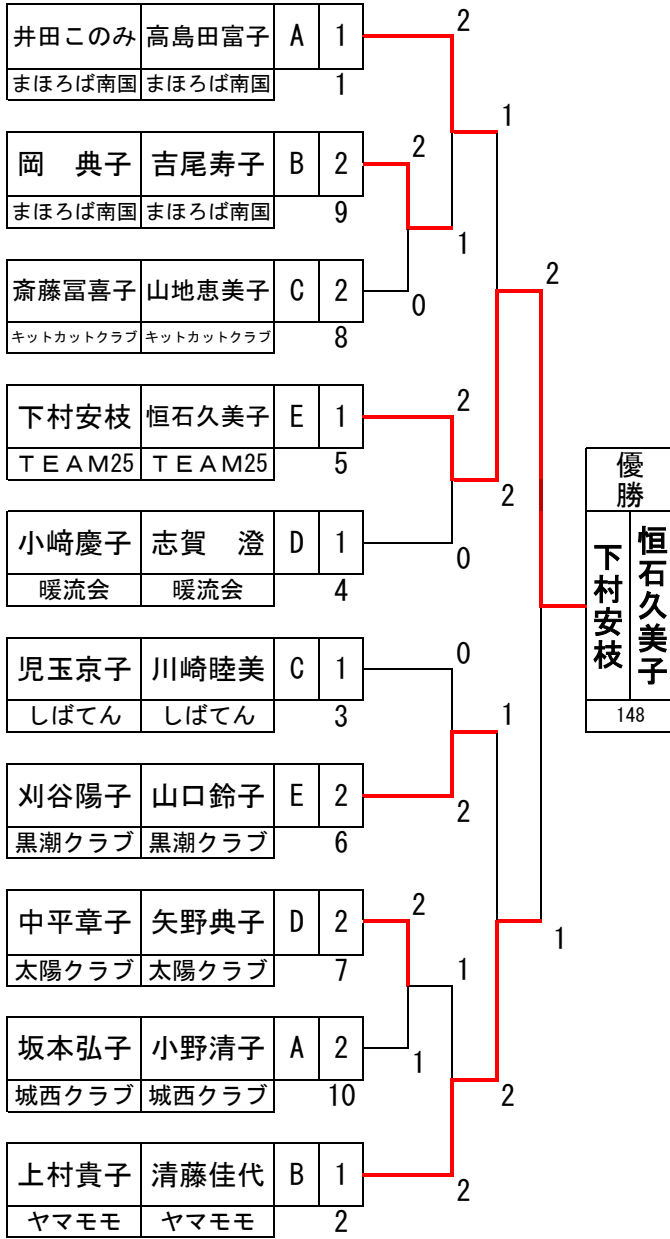 井田このみ 高島田富子 A 1
まほろば南国 まほろば南国 1
2
1
岡　典子 吉尾寿子 B 2
まほろば南国 まほろば南国 9
2
1
斎藤冨喜子 山地恵美子 C 2
キットカットクラブ キットカットクラブ 8
0
2
下村安枝 恒石久美子 E 1
ＴＥＡＭ25 ＴＥＡＭ25 5
2
2
小﨑慶子 志賀　澄 D 1
暖流会 暖流会 4
0
優勝
下村安枝
恒石久美子
148
児玉京子 川崎睦美 C 1
しばてん しばてん 3
0
1
刈谷陽子 山口鈴子 E 2
黒潮クラブ 黒潮クラブ 6
2
中平章子 矢野典子 D 2
太陽クラブ 太陽クラブ 7
2
1
1
坂本弘子 小野清子 A 2
城西クラブ 城西クラブ 10
1
2
上村貴子 清藤佳代 B 1
ヤマモモ ヤマモモ 2
2